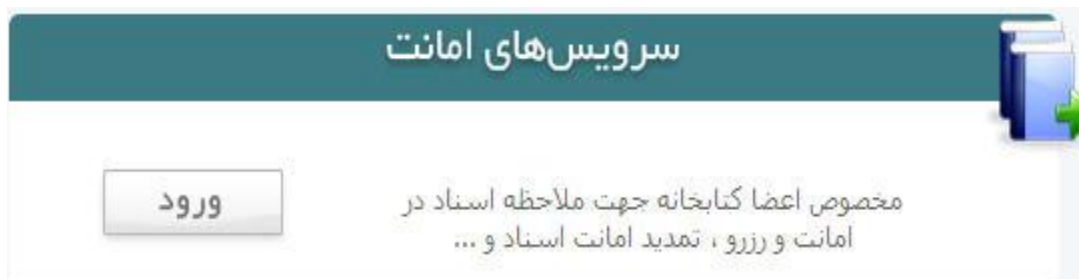 سرویس‌های امانت
مخصوص اعضا کتابخانه جهت ملاحظه اسناد در
امانت و رزرو ، تمدید امانت اسناد و ...
ورود